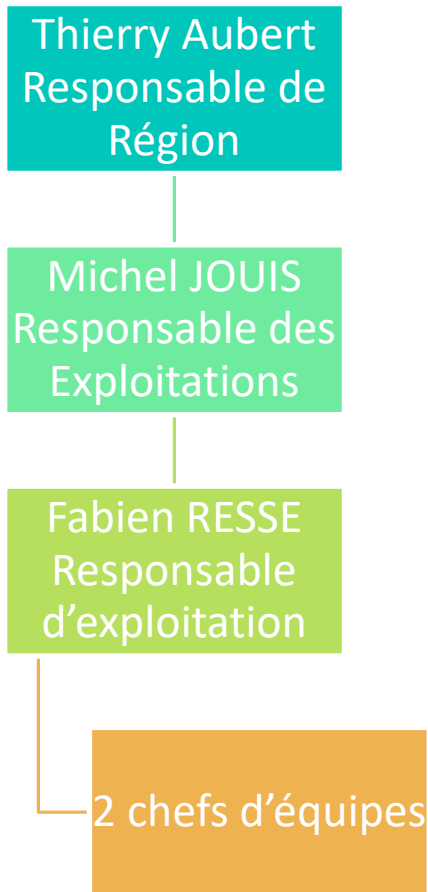 Thierry Aubert
Responsable de
Région
Michel JOUIS
Responsable des
Exploitations
Fabien RESSE
Responsable
d’exploitation
2 chefs d’équipes